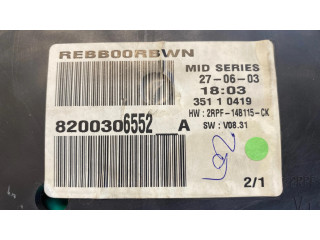 REBB00RBWN
MID SERIES
27-06-03
18:03
351 1 0419
HW : 2RPF-14B115-CK
SW : V08.31
8200306552__A
2/1